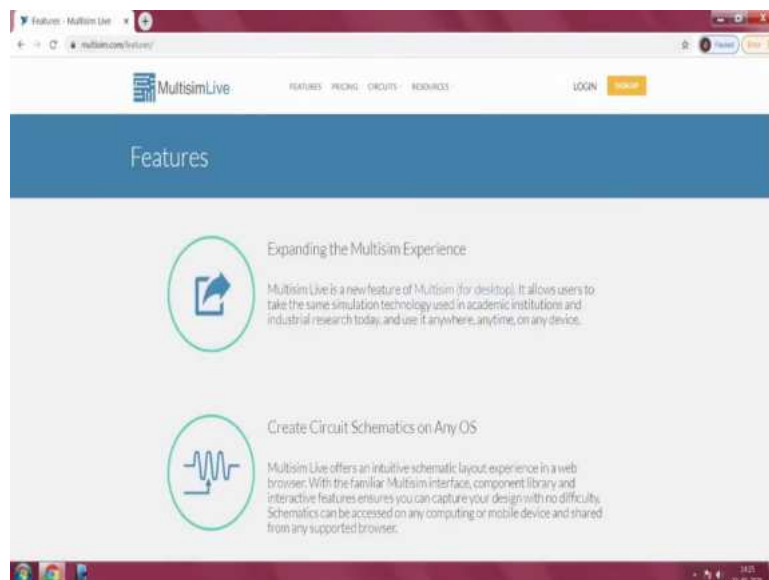 Features - Multisim Live
multisim.com/features/
Paused
Error
MultisimLive
FEATURES PRICING CIRCUITS RESOURCES
LOGIN
SIGN UP
Features
Expanding the Multisim Experience
Multisim Live is a new feature of Multisim (for desktop). It allows users to
take the same simulation technology used in academic institutions and
industrial research today, and use it anywhere, anytime, on any device.
Create Circuit Schematics on Any OS
Multisim Live offers an intuitive schematic layout experience in a web
browser. With the familiar Multisim interface, component library and
interactive features ensures you can capture your design with no difficulty.
Schematics can be accessed on any computing or mobile device and shared
from any supported browser.